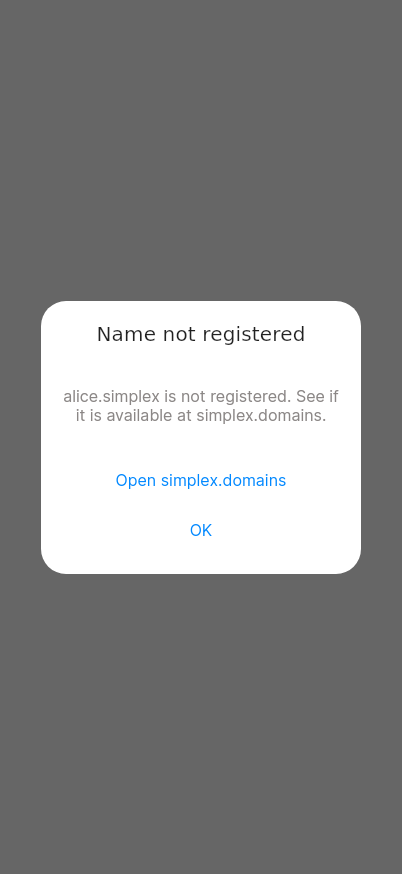 Name not registered
alice.simplex is not registered. See if
it is available at simplex.domains.
Open simplex.domains
OK